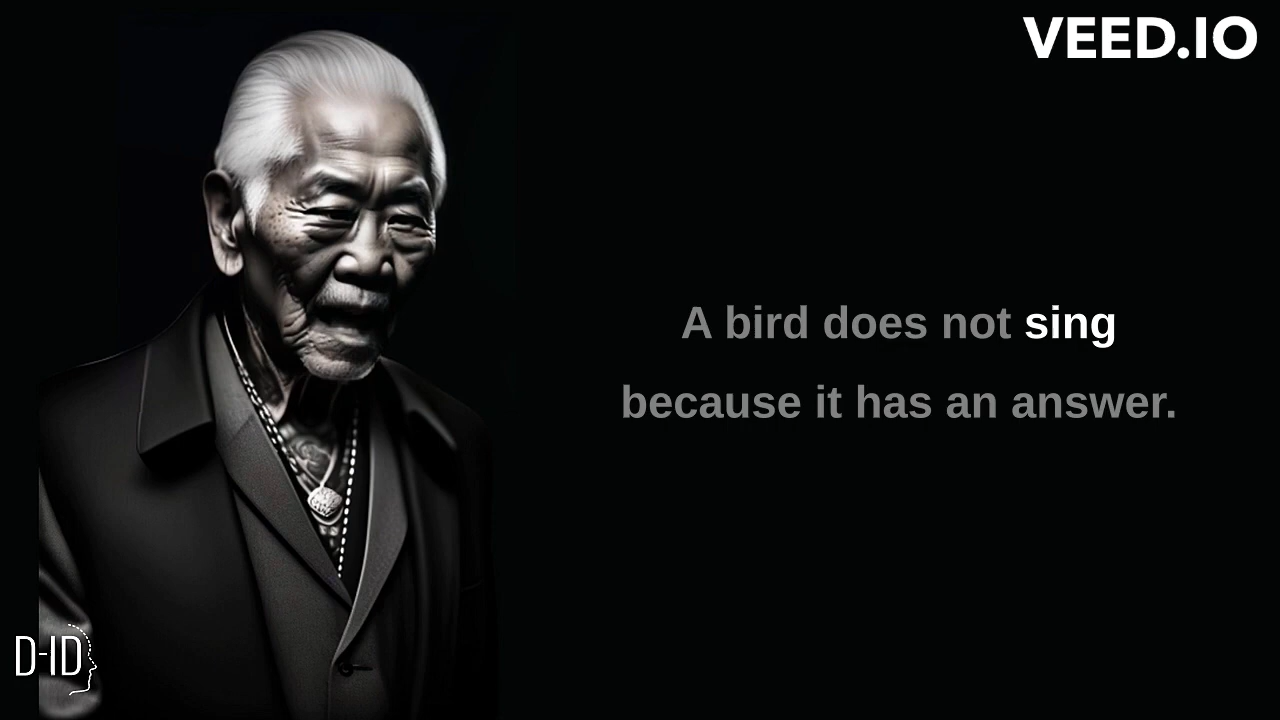 VEED.IO
A bird does not sing
because it has an answer.
D-ID